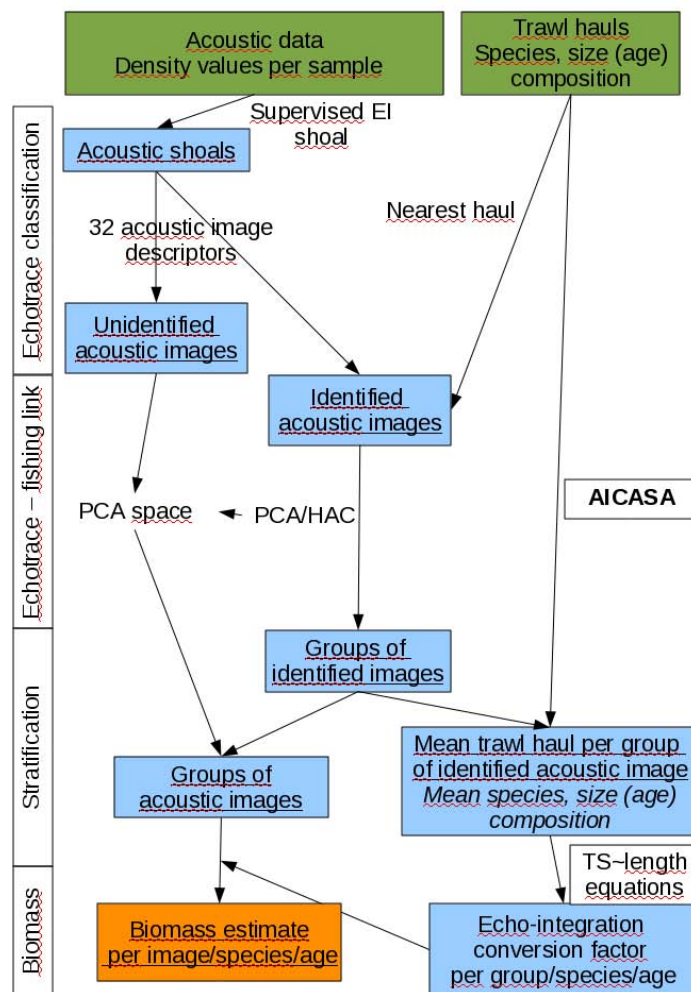 Acoustic data
Density values per sample
Trawl hauls
Species, size (age)
composition
Supervised EI
shoal
Acoustic shoals
Echotrace classification
32 acoustic image
descriptors
Nearest haul
Unidentified
acoustic images
Identified
acoustic images
Echotrace – fishing link
PCA space
PCA/HAC
AICASA
Groups of
identified images
Stratification
Groups of
acoustic images
Mean trawl haul per group
of identified acoustic image
Mean species, size (age)
composition
TS~length
equations
Biomass
Biomass estimate
per image/species/age
Echo-integration
conversion factor
per group/species/age